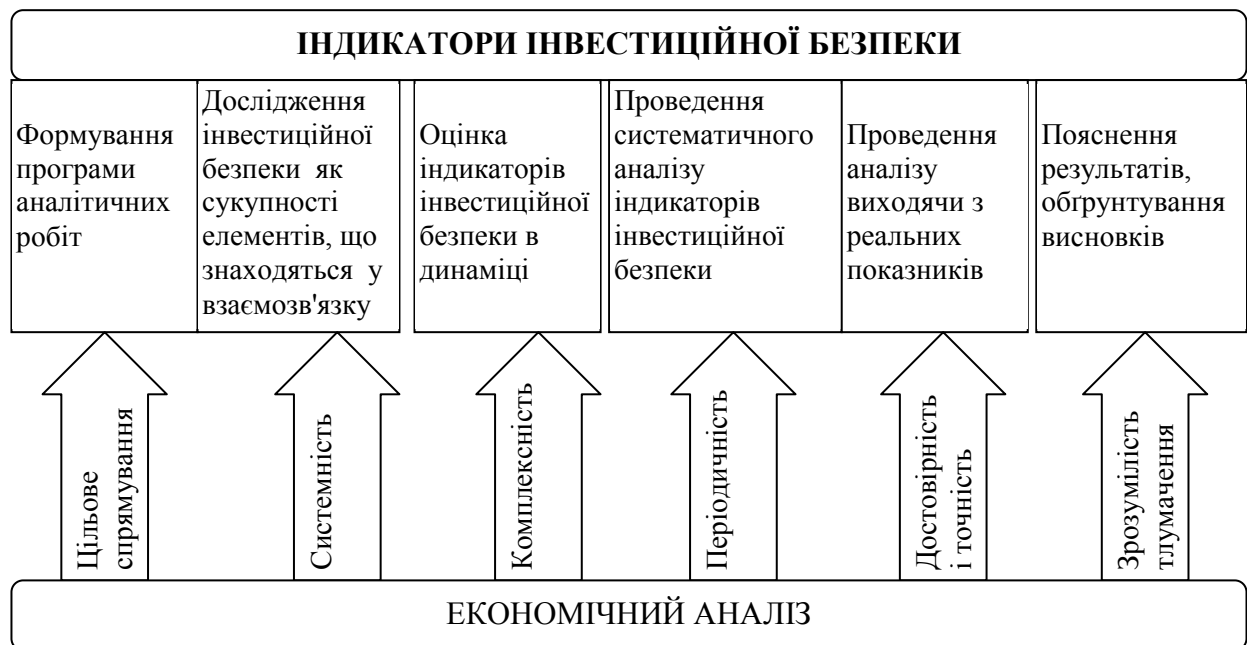 ІНДИКАТОРИ ІНВЕСТИЦІЙНОЇ БЕЗПЕКИ
Формування
програми
аналітичних
робіт
Дослідження
інвестиційної
безпеки як
сукупності
елементів, що
знаходяться у
взаємозв'язку
Оцінка
індикаторів
інвестиційної
безпеки в
динаміці
Проведення
систематичного
аналізу
індикаторів
інвестиційної
безпеки
Проведення
аналізу
виходячи з
реальних
показників
Пояснення
результатів,
обґрунтування
висновків
Цільове
спрямування
Системність
Комплексність
Періодичність
Достовірність
і точність
Зрозумілість
тлумачення
ЕКОНОМІЧНИЙ АНАЛІЗ